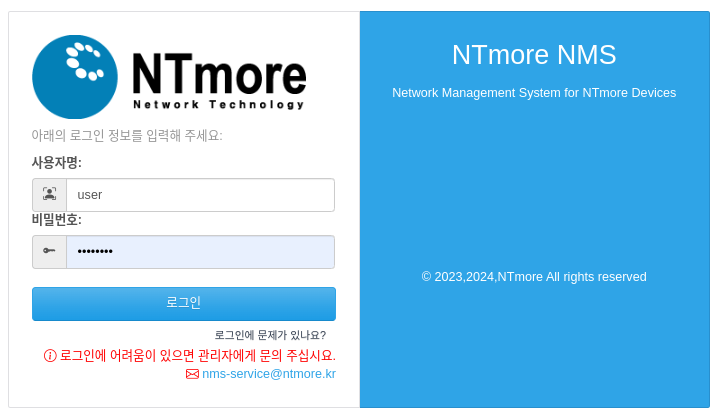 NTmore
Network Technology
아래의 로그인 정보를 입력해 주세요:
사용자명:
user
비밀번호:
••••••••
로그인
로그인에 문제가 있나요?
로그인에 어려움이 있으면 관리자에게 문의 주십시요.
nms-service@ntmore.kr
NTmore NMS
Network Management System for NTmore Devices
© 2023,2024,NTmore All rights reserved